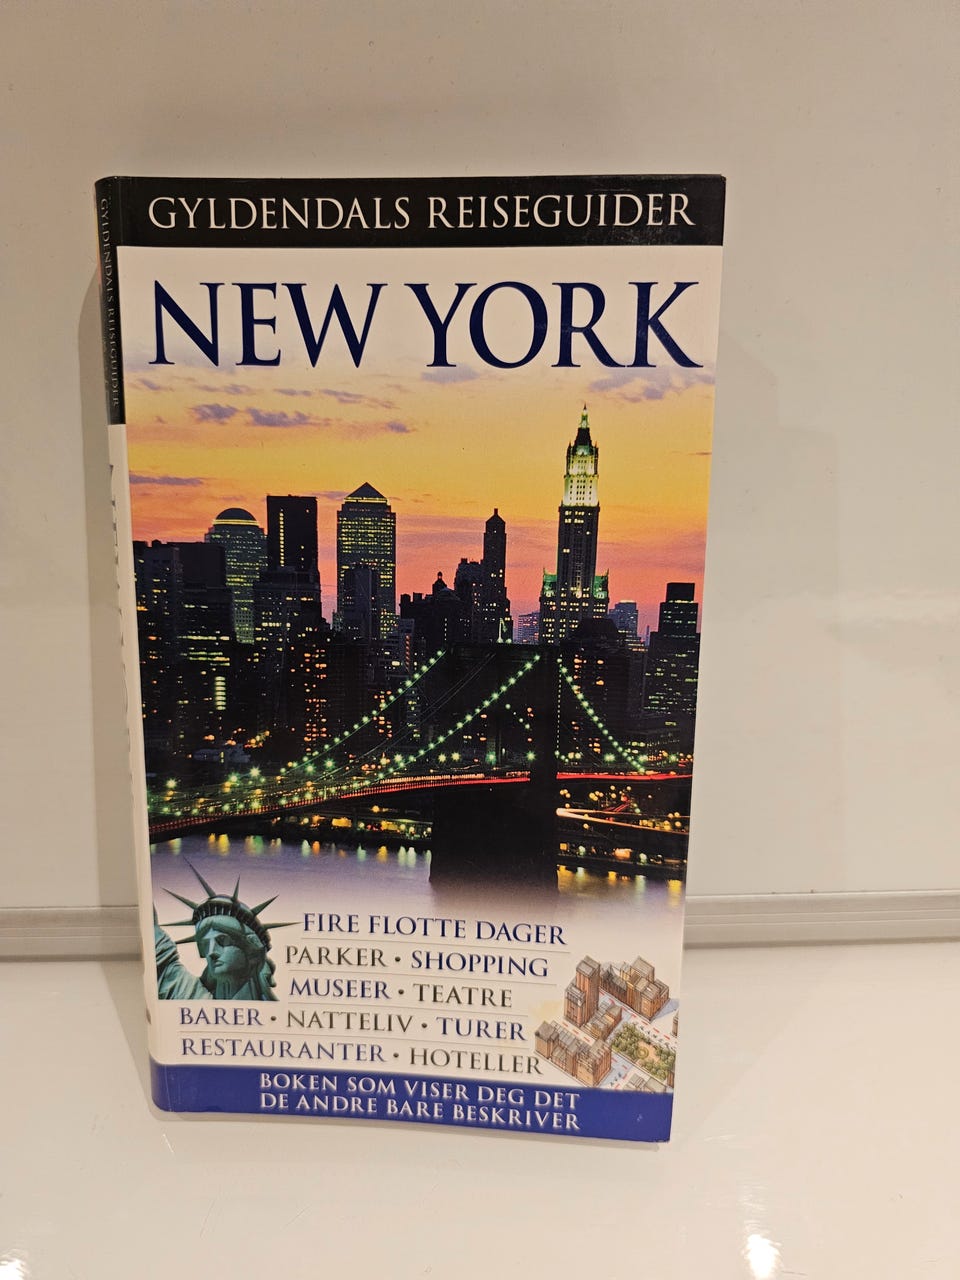 GYLDENDALS REISEGUIDER
NEW YORK
FIRE FLOTTE DAGER
PARKER • SHOPPING
MUSEER • TEATRE
BARER • NATTELIV • TURER
RESTAURANTER • HOTELLER
BOKEN SOM VISER DEG DET
DE ANDRE BARE BESKRIVER
GYLDENDALS REISEGUIDER